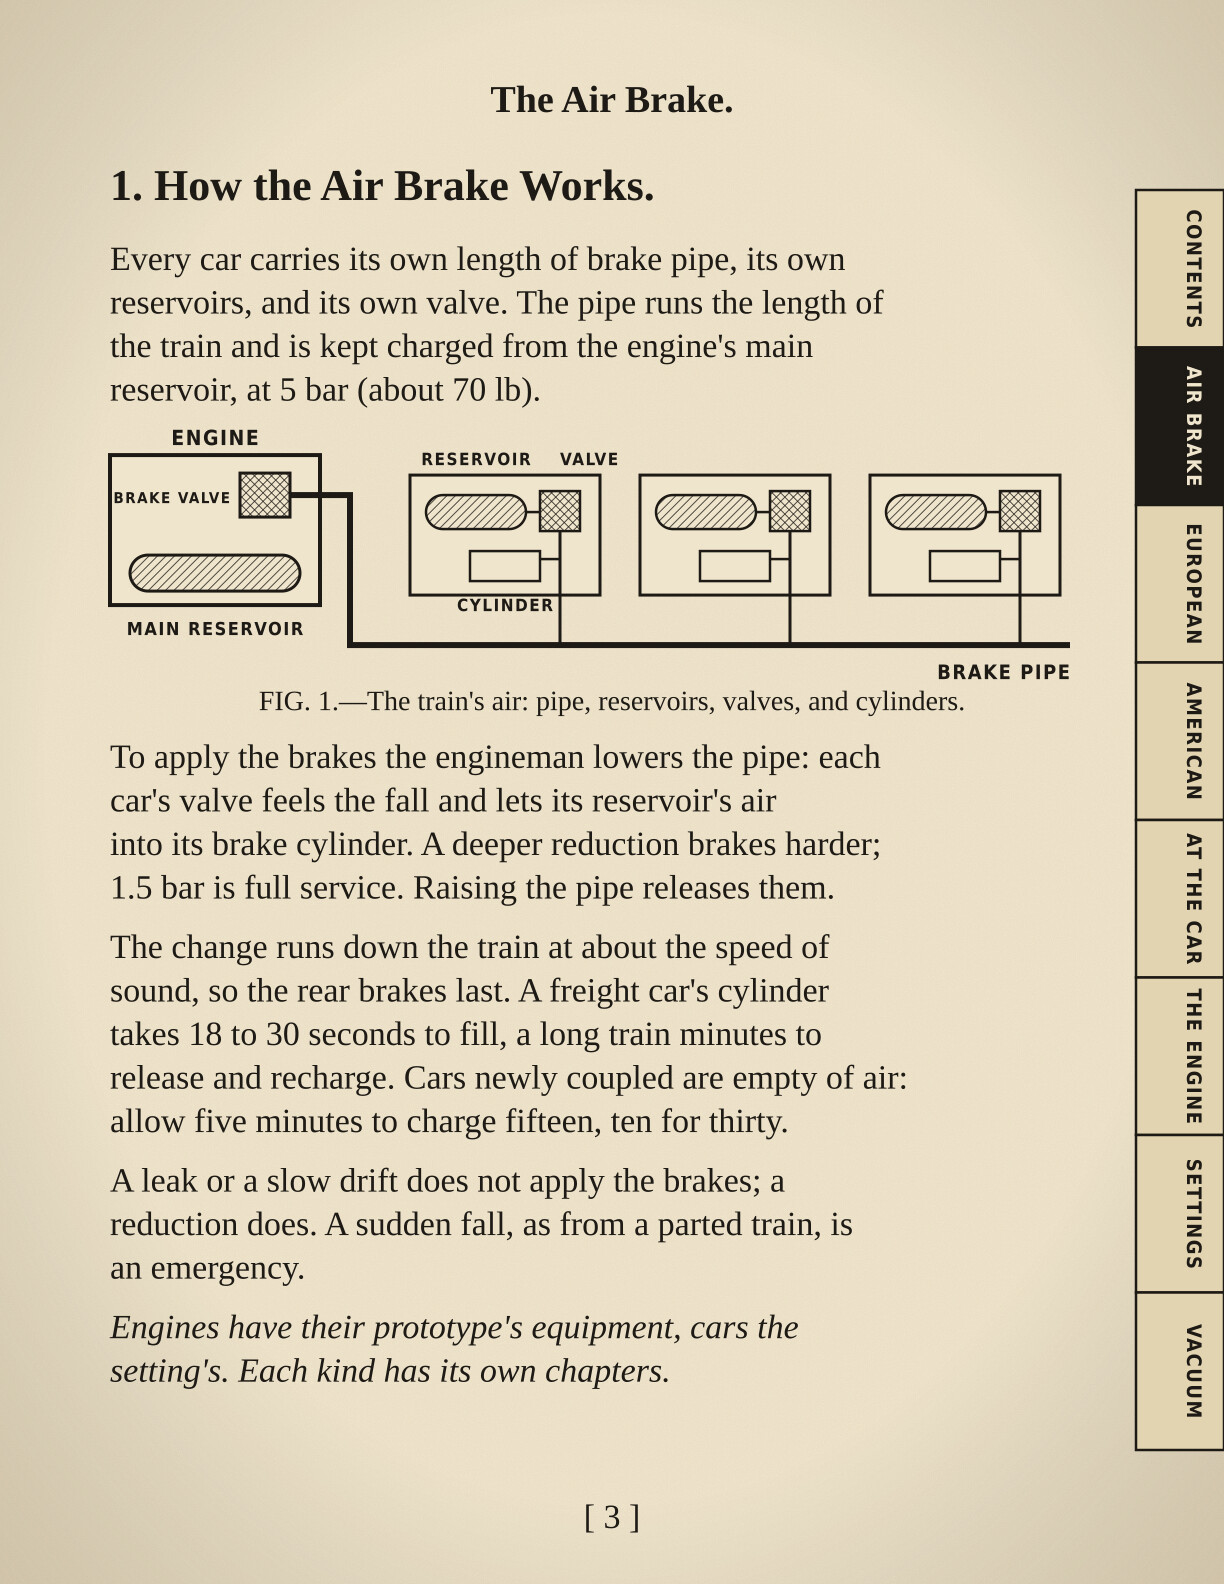 The Air Brake.
1. How the Air Brake Works.
Every car carries its own length of brake pipe, its own
reservoirs, and its own valve. The pipe runs the length of
the train and is kept charged from the engine's main
reservoir, at 5 bar (about 70 lb).
ENGINE
RESERVOIR VALVE
BRAKE VALVE
CYLINDER
MAIN RESERVOIR
BRAKE PIPE
FIG. 1.—The train's air: pipe, reservoirs, valves, and cylinders.
To apply the brakes the engineman lowers the pipe: each
car's valve feels the fall and lets its reservoir's air
into its brake cylinder. A deeper reduction brakes harder;
1.5 bar is full service. Raising the pipe releases them.
The change runs down the train at about the speed of
sound, so the rear brakes last. A freight car's cylinder
takes 18 to 30 seconds to fill, a long train minutes to
release and recharge. Cars newly coupled are empty of air:
allow five minutes to charge fifteen, ten for thirty.
A leak or a slow drift does not apply the brakes; a
reduction does. A sudden fall, as from a parted train, is
an emergency.
Engines have their prototype's equipment, cars the
setting's. Each kind has its own chapters.
[ 3 ]
CONTENTS
AIR BRAKE
EUROPEAN
AMERICAN
AT THE CAR
THE ENGINE
SETTINGS
VACUUM